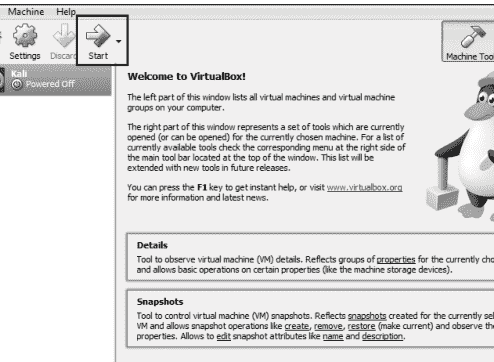 Machine Help
Settings Discard Start Machine Tool
Kali
Powered Off
Welcome to VirtualBox!
The left part of this window lists all virtual machines and virtual machine
groups on your computer.
The right part of this window represents a set of tools which are currently
opened (or can be opened) for the currently chosen machine. For a list of
currently available tools check the corresponding menu at the right side of
the main tool bar located at the top of the window. This list will be
extended with new tools in future releases.
You can press the F1 key to get instant help, or visit www.virtualbox.org
for more information and latest news.
Details
Tool to observe virtual machine (VM) details. Reflects groups of properties for the currently cho
and allows basic operations on certain properties (like the machine storage devices).
Snapshots
Tool to control virtual machine (VM) snapshots. Reflects snapshots created for the currently sel
VM and allows snapshot operations like create, remove, restore (make current) and observe the
properties. Allows to edit snapshot attributes like name and description.